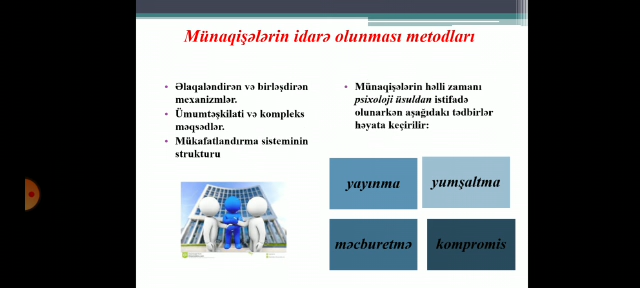 Münaqişələrin idarə olunması metodları
• Əlaqələndirən və birləşdirən
mexanizmlər.
• Ümumtəşkilati və kompleks
məqsədlər.
• Mükafatlandırma sisteminin
strukturu
• Münaqişələrin həlli zamanı
psixoloji üsuldan istifadə
olunarkən aşağıdakı tədbirlər
həyata keçirilir:
yayınma
yumşaltma
məcburetmə
kompromis